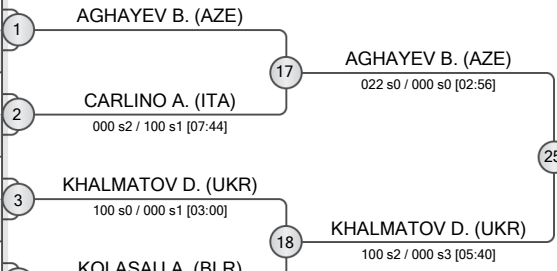 AGHAYEV B. (AZE)
1
17
AGHAYEV B. (AZE)
022 s0 / 000 s0 [02:56]
CARLINO A. (ITA)
2
000 s2 / 100 s1 [07:44]
25
KHALMATOV D. (UKR)
3
100 s0 / 000 s1 [03:00]
18
KHALMATOV D. (UKR)
100 s2 / 000 s3 [05:40]
KOLASAU A. (BLR)